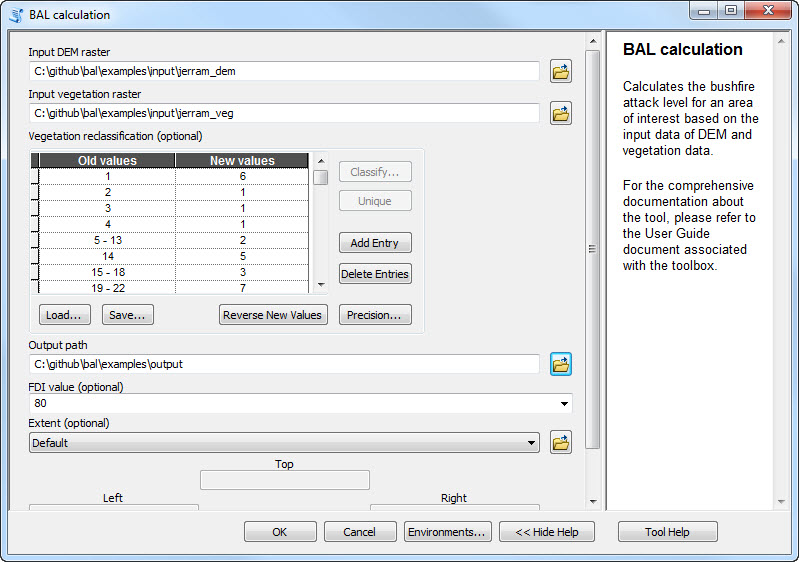 BAL calculation
Input DEM raster
C:\github\bal\examples\input\jerram_dem
Input vegetation raster
C:\github\bal\examples\input\jerram_veg
Vegetation reclassification (optional)
Old values New values
1 6
2 1
3 1
4 1
5 - 13 2
14 5
15 - 18 3
19 - 22 7
Classify...
Unique
Add Entry
Delete Entries
Load... Save... Reverse New Values Precision...
Output path
C:\github\bal\examples\output
FDI value (optional)
80
Extent (optional)
Default
Top
Left Right
BAL calculation
Calculates the bushfire
attack level for an area
of interest based on the
input data of DEM and
vegetation data.
For the comprehensive
documentation about
the tool, please refer to
the User Guide
document associated
with the toolbox.
OK Cancel Environments... << Hide Help Tool Help